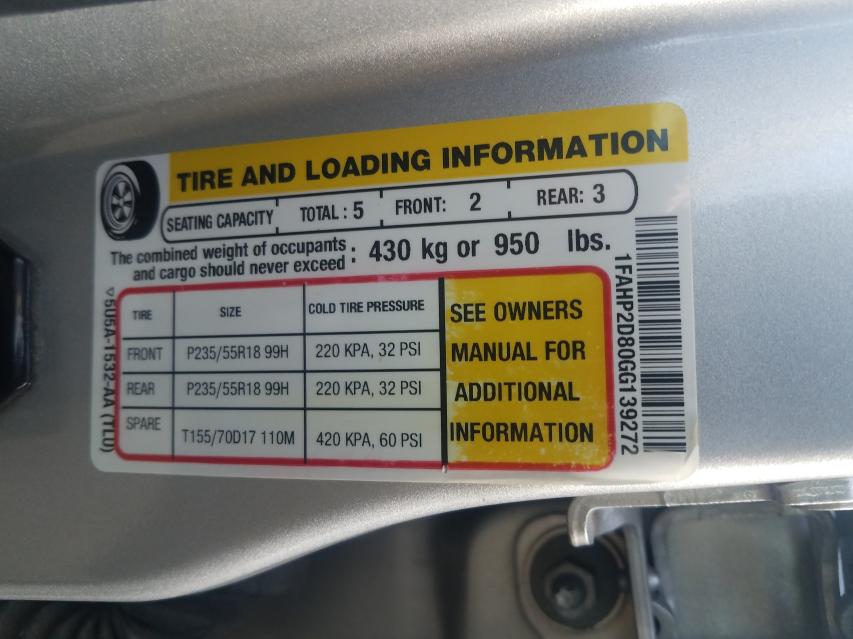 TIRE AND LOADING INFORMATION
SEATING CAPACITY TOTAL : 5 FRONT: 2 REAR: 3
The combined weight of occupants
and cargo should never exceed : 430 kg or 950 lbs.
TIRE SIZE COLD TIRE PRESSURE
FRONT P235/55R18 99H 220 KPA, 32 PSI
REAR P235/55R18 99H 220 KPA, 32 PSI
SPARE T155/70D17 110M 420 KPA, 60 PSI
SEE OWNERS
MANUAL FOR
ADDITIONAL
INFORMATION
1FAHP2D80GG139272
5U5A-1532-AA (TLU)